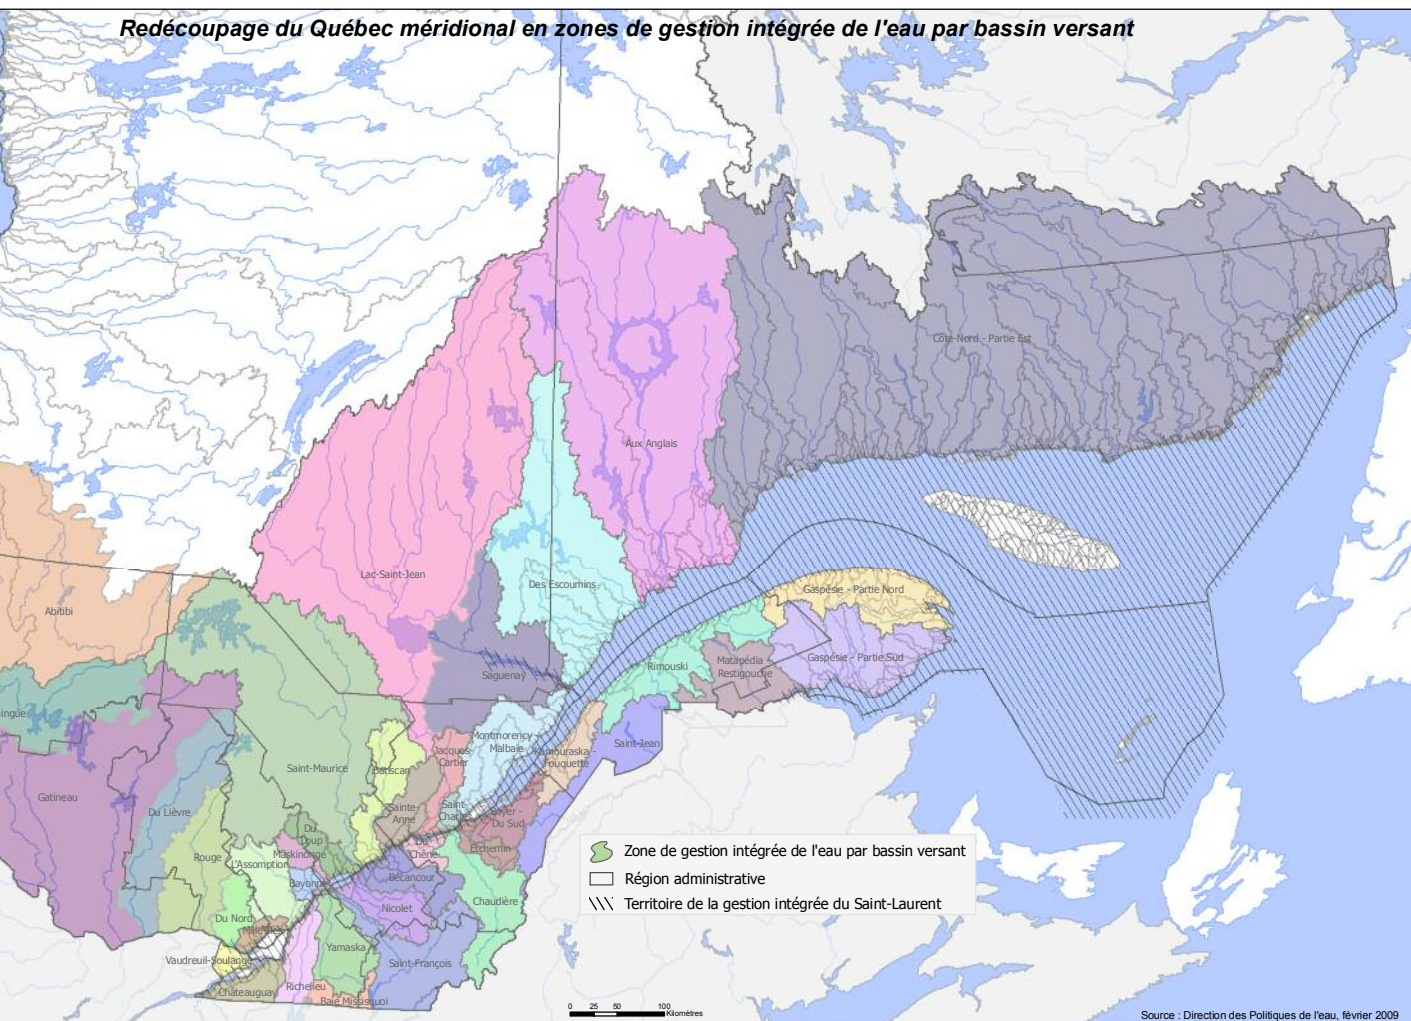 Redécoupage du Québec méridional en zones de gestion intégrée de l'eau par bassin versant
Côte-Nord - Partie Est
Aux Anglais
Lac-Saint-Jean
Des Escoumins
Abitibi
Gaspésie - Partie Nord
Gaspésie - Partie Sud
Matapédia -
Restigouche
Rimouski
Saguenay
ingue
Montmorency -
Malbaie
Saint-Jean
Kamouraska -
Fouquette
Jacques-
Cartier
Saint-Maurice
Batiscan
Gatineau
Du Lièvre
Sainte-
Anne
Saint-
Charles
Boyer -
Du Sud
Du
Loup
Du
Chêne
Etchemin
Rouge
Maskinongé
L'Assomption
Bayonne
Bécancour
Chaudière
Nicolet
Du Nord
Mille-Îles
Yamaska
Vaudreuil-Soulange
Saint-François
Châteauguay
Richelieu
Baie Missisquoi
Zone de gestion intégrée de l'eau par bassin versant
Région administrative
Territoire de la gestion intégrée du Saint-Laurent
0 25 50 100
Kilomètres
Source : Direction des Politiques de l'eau, février 2009